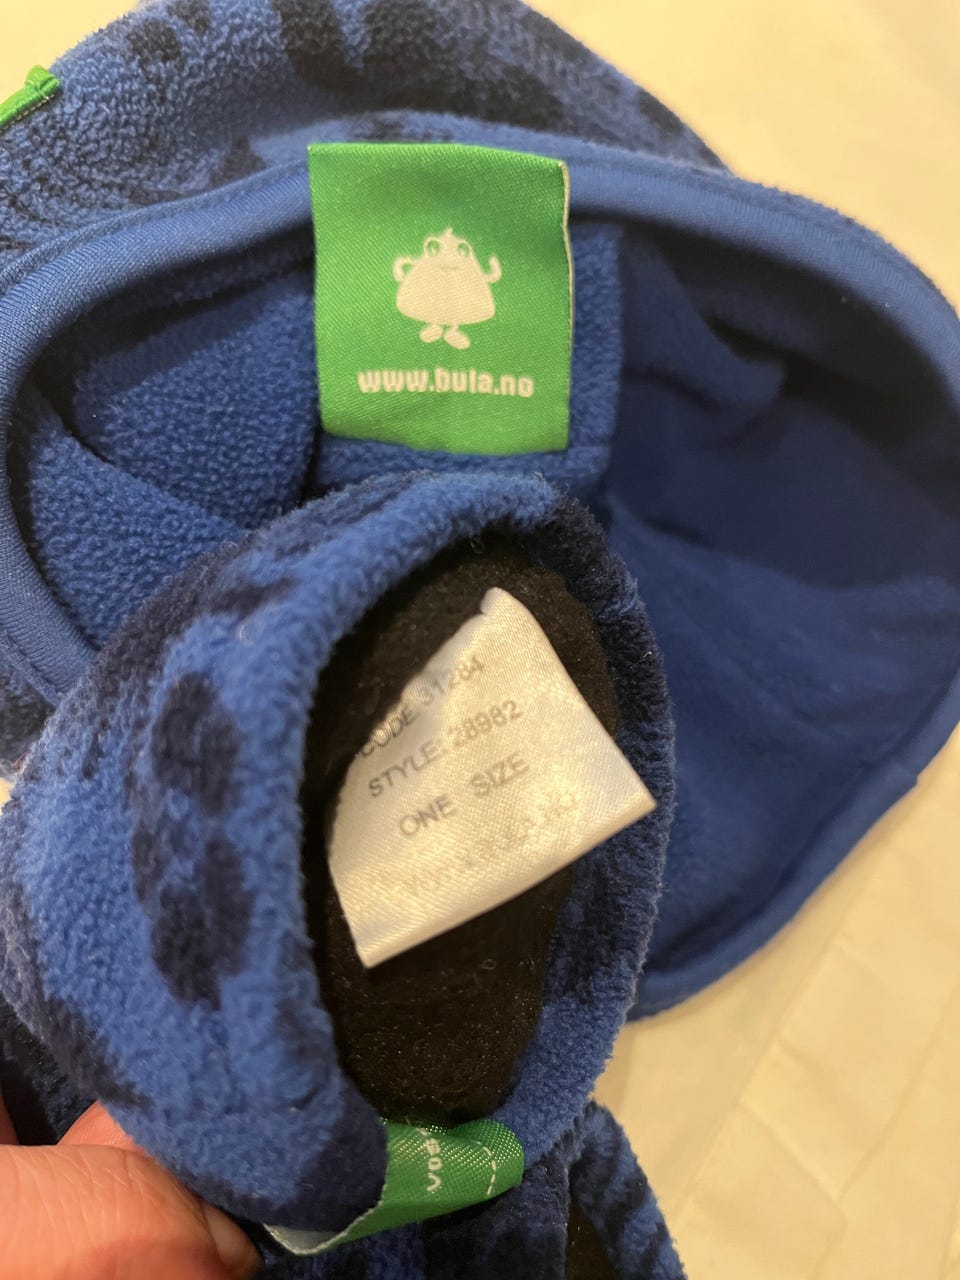 www.bula.no
CODE 31284
STYLE: 28982
ONE SIZE